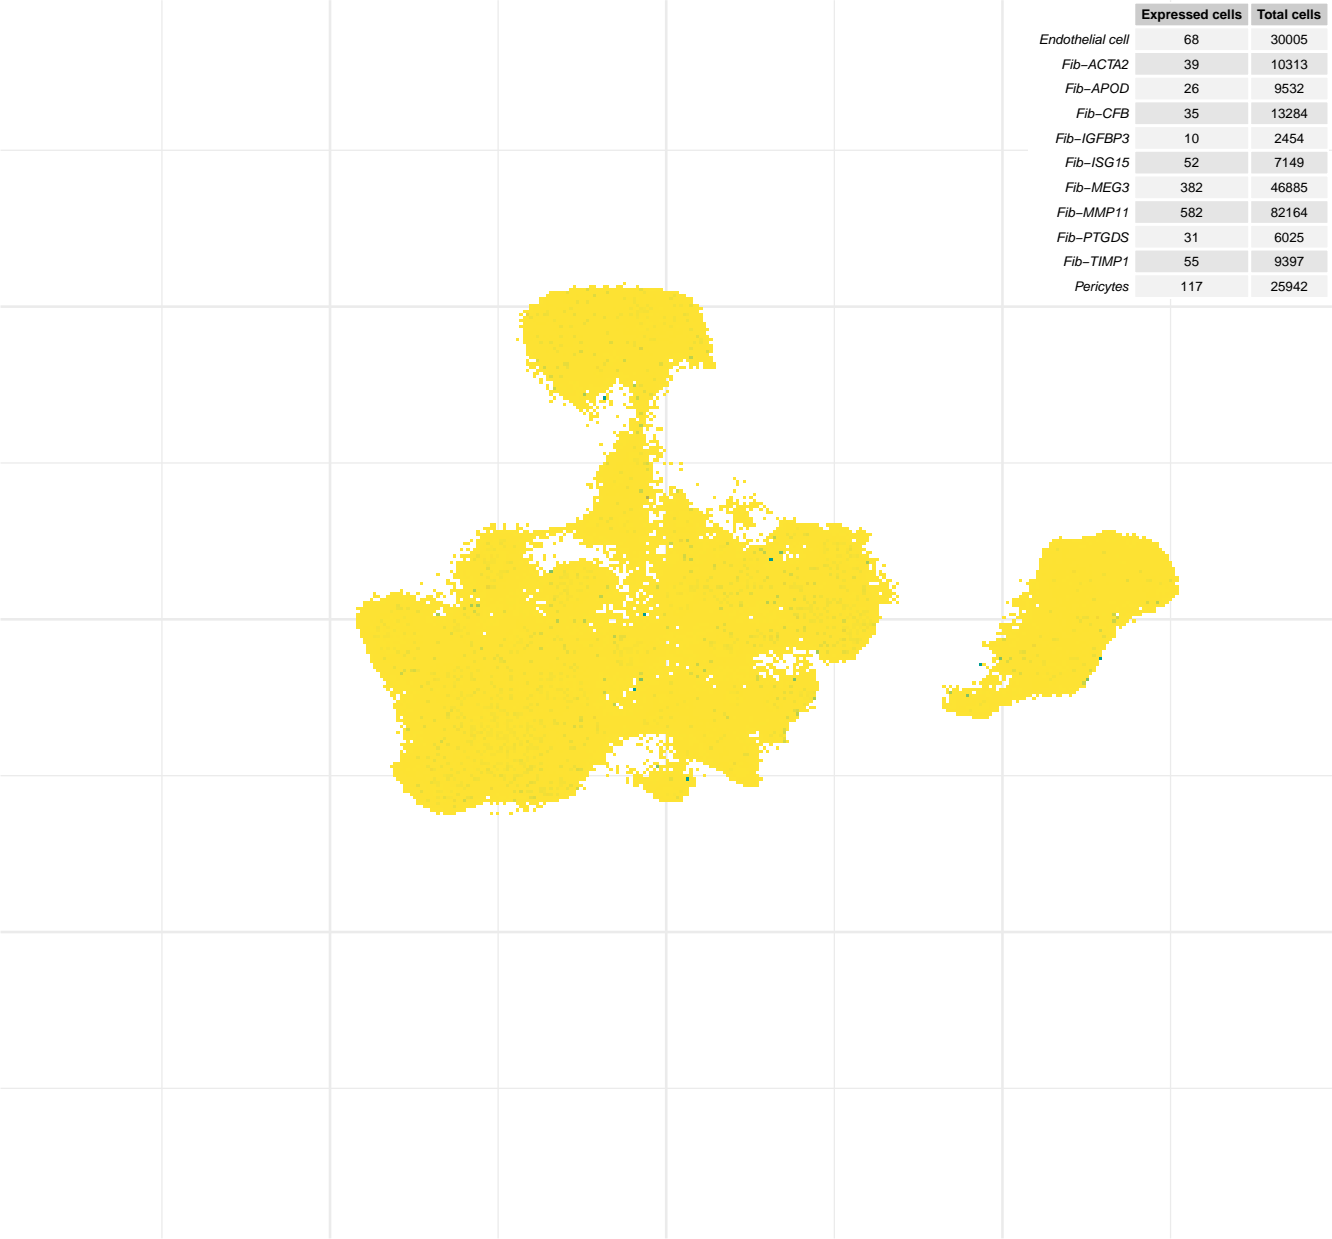 Expressed cells Total cells
Endothelial cell 68 30005
Fib−ACTA2 39 10313
Fib−APOD 26 9532
Fib−CFB 35 13284
Fib−IGFBP3 10 2454
Fib−ISG15 52 7149
Fib−MEG3 382 46885
Fib−MMP11 582 82164
Fib−PTGDS 31 6025
Fib−TIMP1 55 9397
Pericytes 117 25942